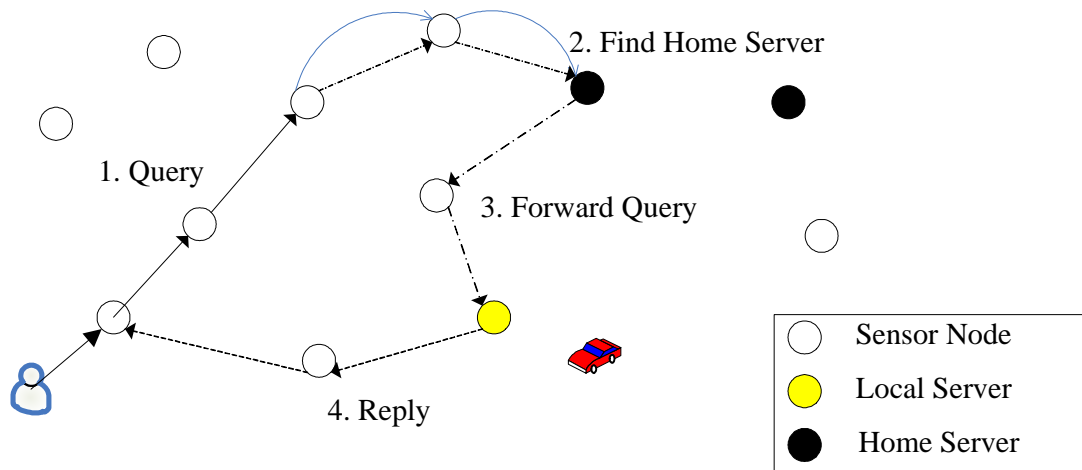 2. Find Home Server
1. Query
3. Forward Query
4. Reply
Sensor Node
Local Server
Home Server